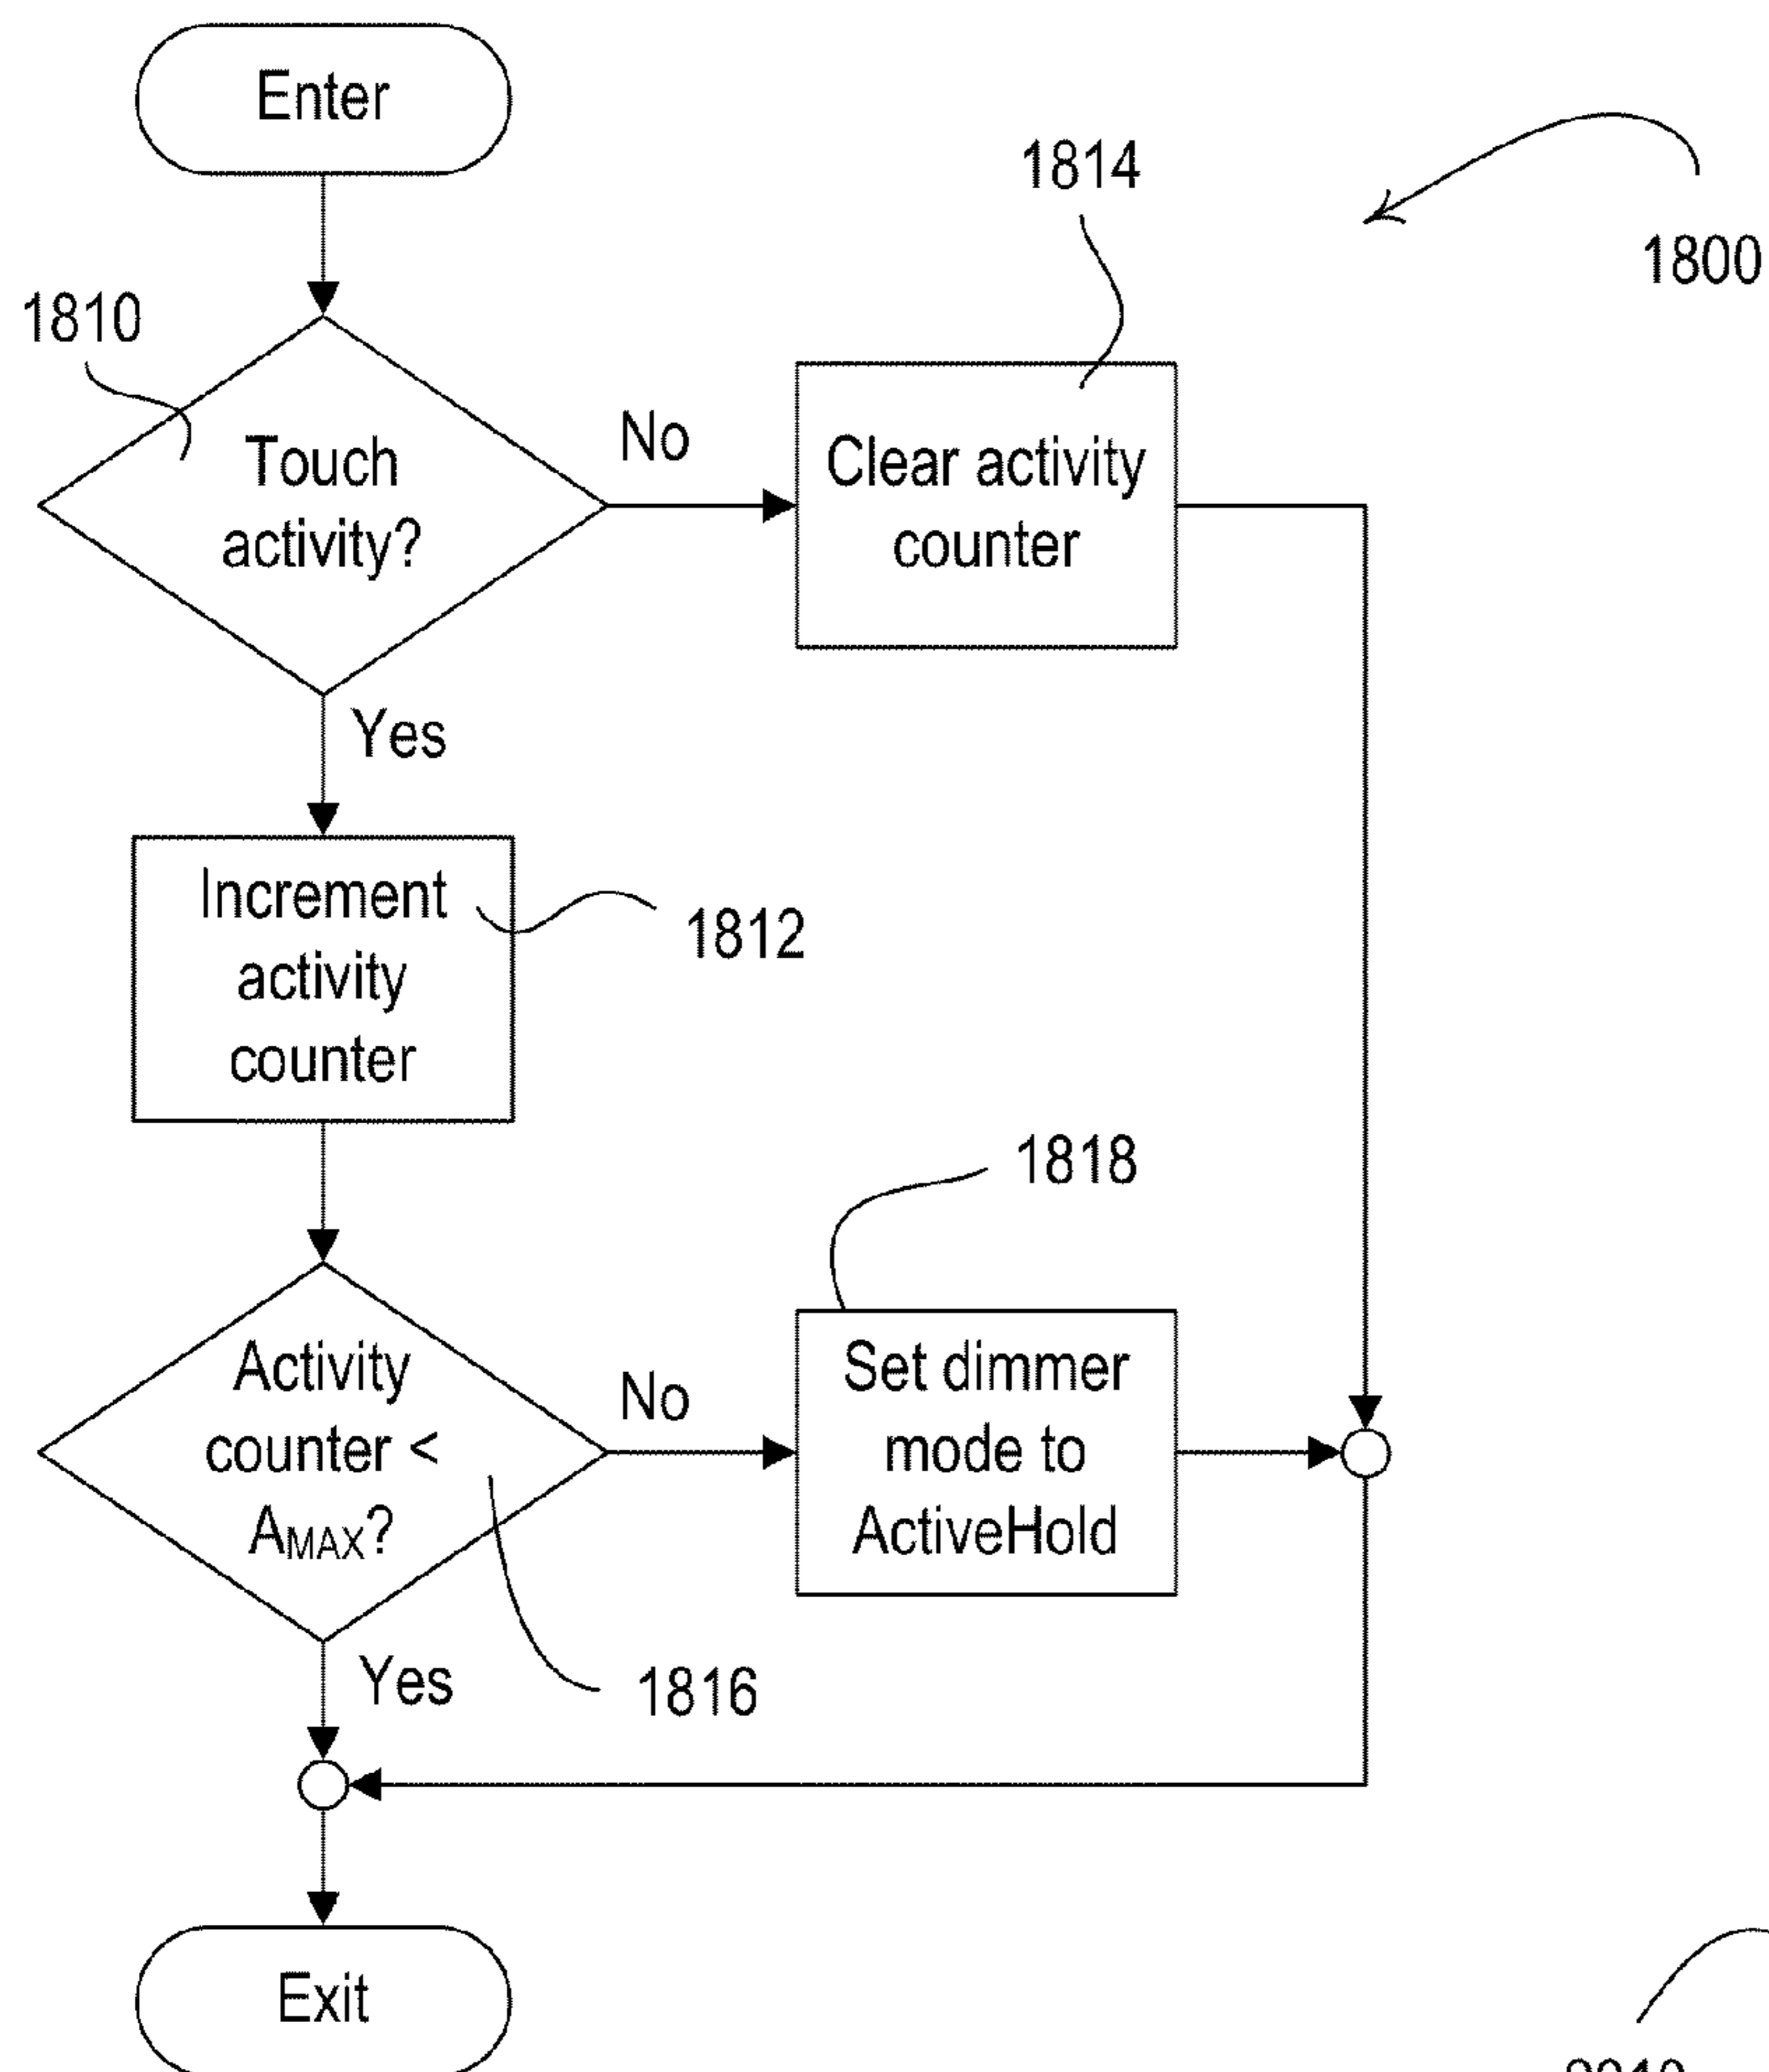 Enter
1814
1800
1810
Touch
activity?
No
Clear activity
counter
Yes
Increment
activity
counter
1812
1818
Activity
counter <
AMAX?
No
Set dimmer
mode to
ActiveHold
Yes
1816
Exit